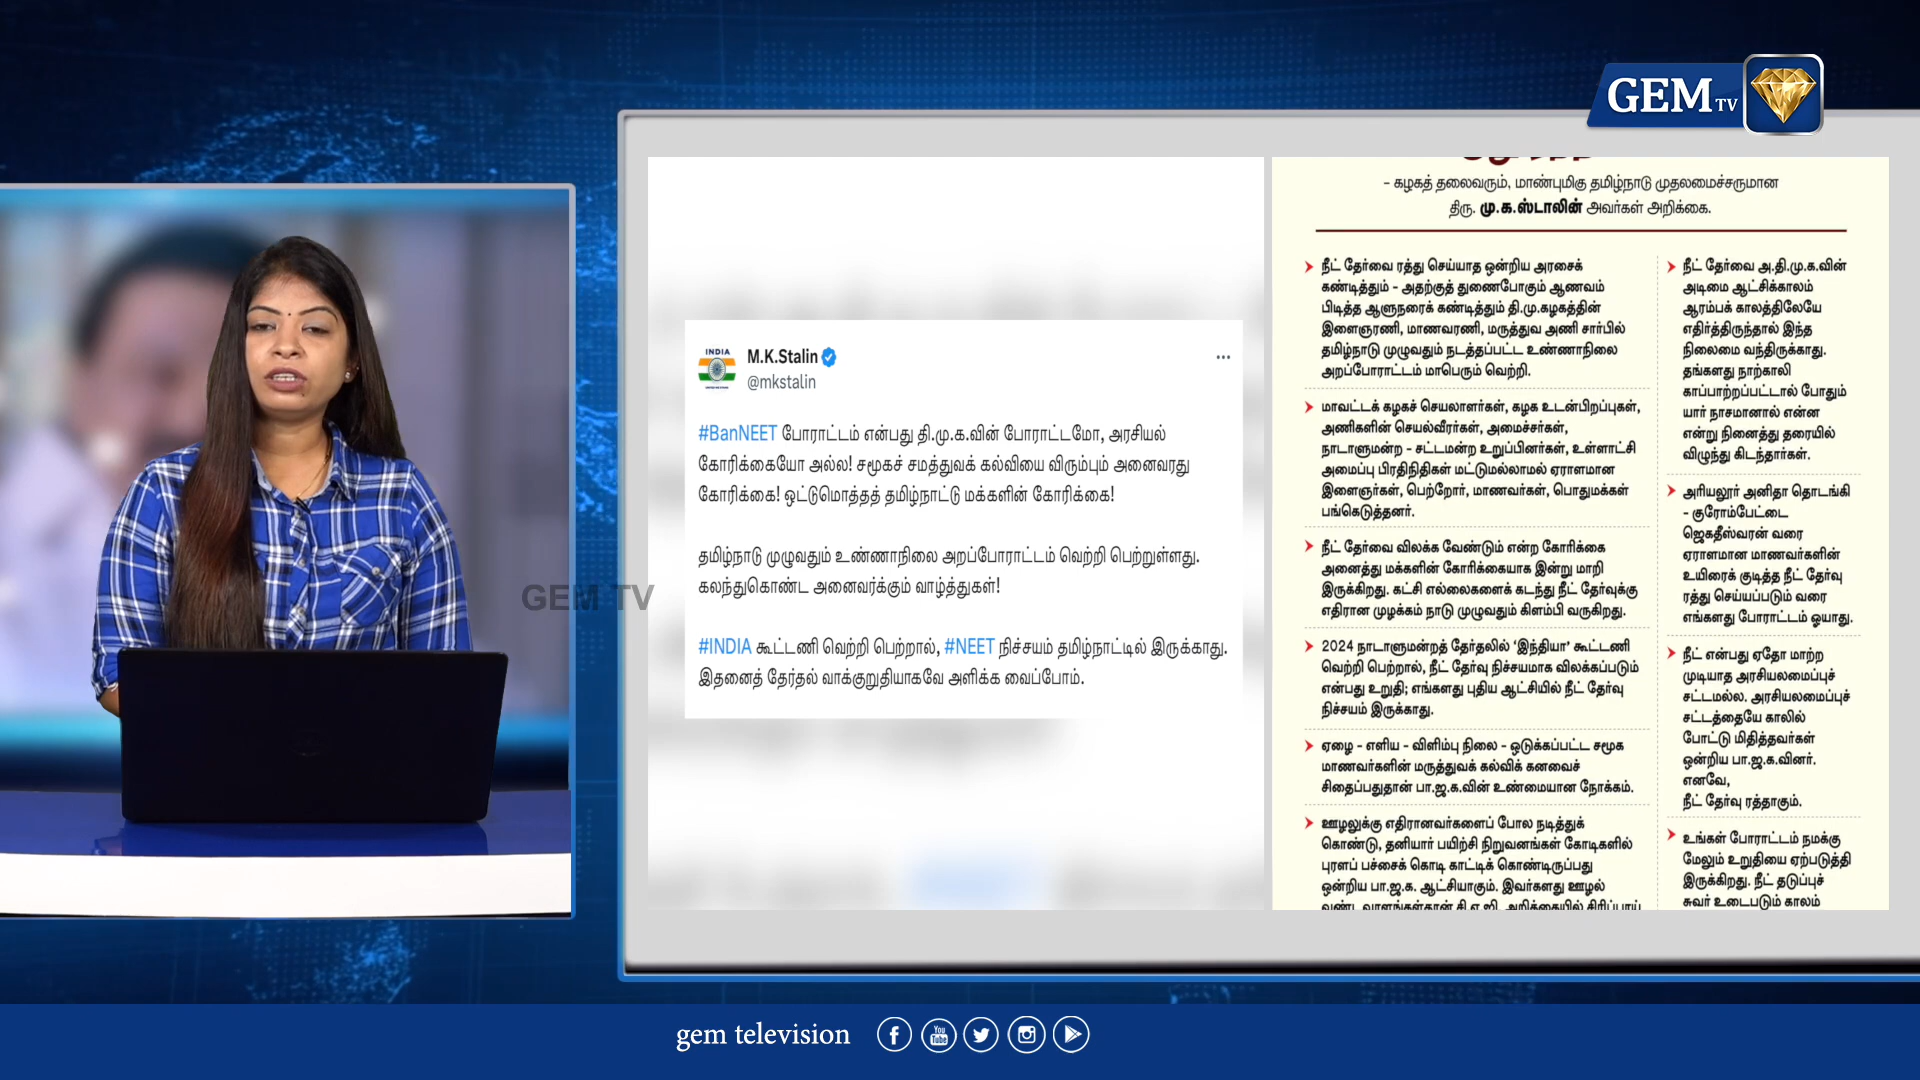 GEM TV
M.K.Stalin
@mkstalin
#BanNEET போராட்டம் என்பது தி.மு.க.வின் போராட்டமோ, அரசியல்
கோரிக்கையோ அல்ல! சமூகச் சமத்துவக் கல்வியை விரும்பும் அனைவரது
கோரிக்கை! ஒட்டுமொத்தத் தமிழ்நாட்டு மக்களின் கோரிக்கை!
தமிழ்நாடு முழுவதும் உண்ணாநிலை அறப்போராட்டம் வெற்றி பெற்றுள்ளது.
கலந்துகொண்ட அனைவர்க்கும் வாழ்த்துகள்!
#INDIA கூட்டணி வெற்றி பெற்றால், #NEET நிச்சயம் தமிழ்நாட்டில் இருக்காது.
இதனைத் தேர்தல் வாக்குறுதியாகவே அளிக்க வைப்போம்.
- கழகத் தலைவரும், மாண்புமிகு தமிழ்நாடு முதலமைச்சருமான
திரு. மு.க.ஸ்டாலின் அவர்கள் அறிக்கை.
நீட் தேர்வை ரத்து செய்யாத ஒன்றிய அரசைக்
கண்டித்தும் - அதற்குத் துணைபோகும் ஆணவம்
பிடித்த ஆளுநரைக் கண்டித்தும் தி.மு.கழகத்தின்
இளைஞரணி, மாணவரணி, மருத்துவ அணி சார்பில்
தமிழ்நாடு முழுவதும் நடத்தப்பட்ட உண்ணாநிலை
அறப்போராட்டம் மாபெரும் வெற்றி.
மாவட்டக் கழகச் செயலாளர்கள், கழக உடன்பிறப்புகள்,
அணிகளின் செயல்வீரர்கள், அமைச்சர்கள்,
நாடாளுமன்ற - சட்டமன்ற உறுப்பினர்கள், உள்ளாட்சி
அமைப்பு பிரதிநிதிகள் மட்டுமல்லாமல் ஏராளமான
இளைஞர்கள், பெற்றோர், மாணவர்கள், பொதுமக்கள்
பங்கெடுத்தனர்.
நீட் தேர்வை விலக்க வேண்டும் என்ற கோரிக்கை
அனைத்து மக்களின் கோரிக்கையாக இன்று மாறி
இருக்கிறது. கட்சி எல்லைகளைக் கடந்து நீட் தேர்வுக்கு
எதிரான முழக்கம் நாடு முழுவதும் கிளம்பி வருகிறது.
2024 நாடாளுமன்றத் தேர்தலில் 'இந்தியா' கூட்டணி
வெற்றி பெற்றால், நீட் தேர்வு நிச்சயமாக விலக்கப்படும்
என்பது உறுதி; எங்களது புதிய ஆட்சியில் நீட் தேர்வு
நிச்சயம் இருக்காது.
ஏழை - எளிய - விளிம்பு நிலை - ஒடுக்கப்பட்ட சமூக
மாணவர்களின் மருத்துவக் கல்விக் கனவைச்
சிதைப்பதுதான் பா.ஜ.க.வின் உண்மையான நோக்கம்.
ஊழலுக்கு எதிரானவர்களைப் போல நடித்துக்
கொண்டு, தனியார் பயிற்சி நிறுவனங்கள் கோடிகளில்
புரளப் பச்சைக் கொடி காட்டிக் கொண்டிருப்பது
ஒன்றிய பா.ஜ.க. ஆட்சியாகும். இவர்களது ஊழல்
நீட் தேர்வை அ.தி.மு.க.வின்
அடிமை ஆட்சிக்காலம்
ஆரம்பக் காலத்திலேயே
எதிர்த்திருந்தால் இந்த
நிலைமை வந்திருக்காது.
தங்களது நாற்காலி
காப்பாற்றப்பட்டால் போதும்
யார் நாசமானால் என்ன
என்று நினைத்து தரையில்
விழுந்து கிடந்தார்கள்.
அரியலூர் அனிதா தொடங்கி
- குரோம்பேட்டை
ஜெகதீஸ்வரன் வரை
ஏராளமான மாணவர்களின்
உயிரைக் குடித்த நீட் தேர்வு
ரத்து செய்யப்படும் வரை
எங்களது போராட்டம் ஓயாது.
நீட் என்பது ஏதோ மாற்ற
முடியாத அரசியலமைப்புச்
சட்டமல்ல. அரசியலமைப்புச்
சட்டத்தையே காலில்
போட்டு மிதித்தவர்கள்
ஒன்றிய பா.ஜ.க.வினர்.
எனவே,
நீட் தேர்வு ரத்தாகும்.
உங்கள் போராட்டம் நமக்கு
மேலும் உறுதியை ஏற்படுத்தி
இருக்கிறது. நீட் தடுப்புச்
சுவர் உடைபடும் காலம்
GEM TV
gem television